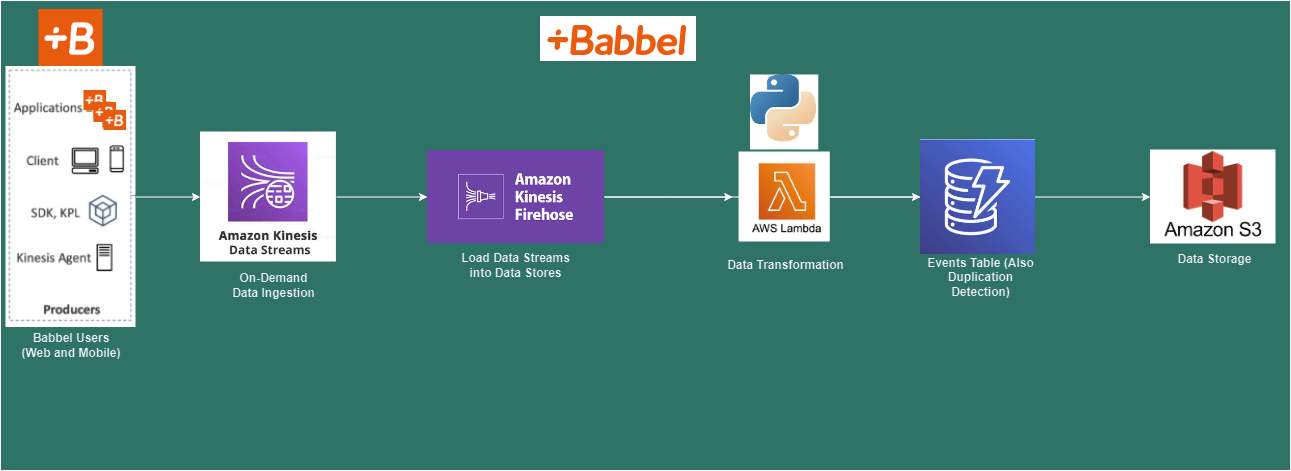 +B
+Babbel
Applications
+B
+B
+B
Client
SDK, KPL
Kinesis Agent
Producers
Babbel Users
(Web and Mobile)
Amazon Kinesis
Data Streams
On-Demand
Data Ingestion
Amazon
Kinesis
Firehose
Load Data Streams
into Data Stores
AWS Lambda
Data Transformation
Events Table (Also
Duplication
Detection)
Amazon S3
Data Storage